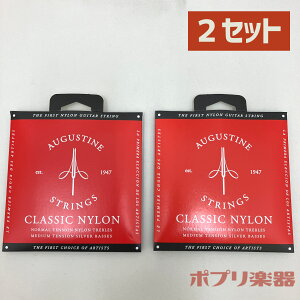 2セット
THE FIRST NYLON GUITAR STRING
AUGUSTINE
est. 1947
STRINGS
CLASSIC NYLON
NORMAL TENSION NYLON TREBLES
MEDIUM TENSION SILVER BASSES
THE FIRST CHOICE OF ARTISTS
THE FIRST NYLON GUITAR STRING
AUGUSTINE
est. 1947
STRINGS
CLASSIC NYLON
NORMAL TENSION NYLON TREBLES
MEDIUM TENSION SILVER BASSES
THE FIRST CHOICE OF ARTISTS
ポプリ楽器